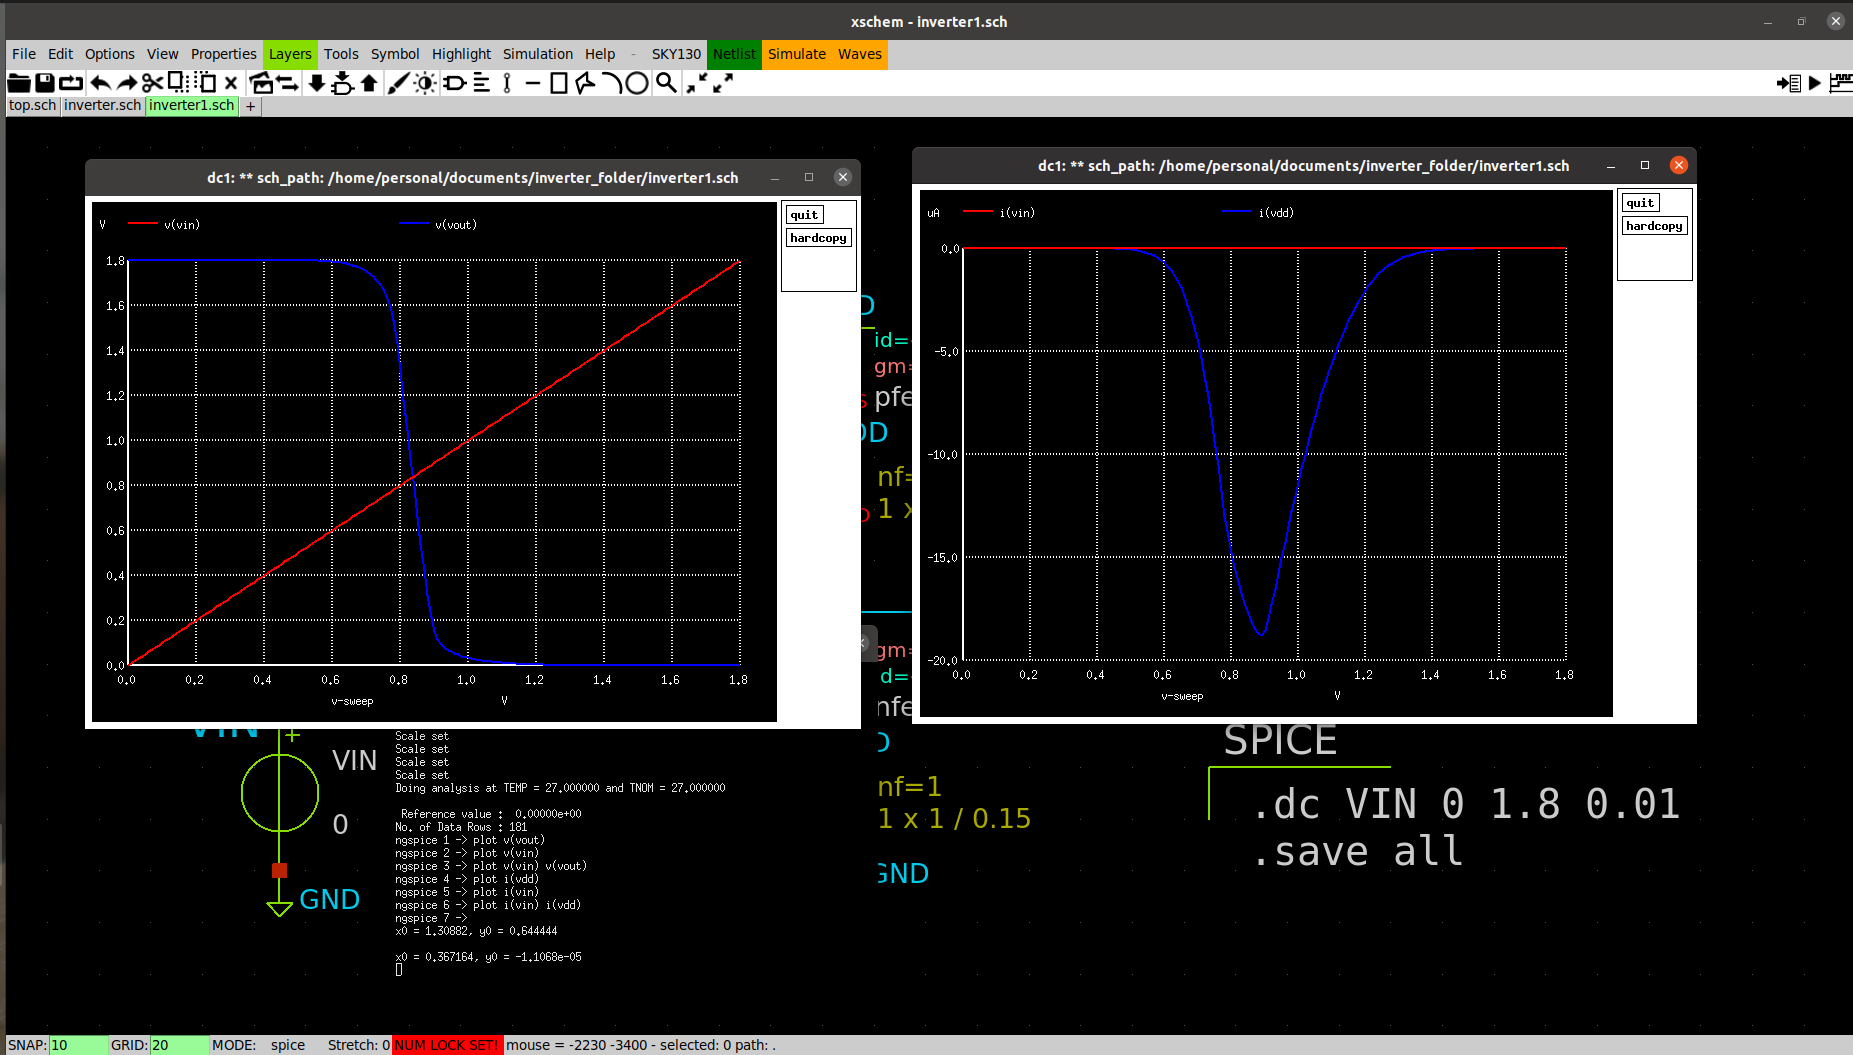 xschem - inverter1.sch
File Edit Options View Properties Layers Tools Symbol Highlight Simulation Help - SKY130 Netlist Simulate Waves
top.sch inverter.sch inverter1.sch +
dc1: ** sch_path: /home/personal/documents/inverter_folder/inverter1.sch
V v(vin) v(vout)
quit
hardcopy
1.8
1.6
1.4
1.2
1.0
0.8
0.6
0.4
0.2
0.0
0.0 0.2 0.4 0.6 0.8 1.0 1.2 1.4 1.6 1.8
v-sweep V
dc1: ** sch_path: /home/personal/documents/inverter_folder/inverter1.sch
uA i(vin) i(vdd)
quit
hardcopy
0.0
-5.0
-10.0
-15.0
-20.0
0.0 0.2 0.4 0.6 0.8 1.0 1.2 1.4 1.6 1.8
v-sweep V
D
id=
gm=
pfe
DD
nf=
1 x
gm=
d=
nfe
D
nf=1
1 x 1 / 0.15
GND
VIN
+
VIN
0
GND
Scale set
Scale set
Scale set
Scale set
Doing analysis at TEMP = 27.000000 and TNOM = 27.000000
Reference value : 0.00000e+00
No. of Data Rows : 181
ngspice 1 -> plot v(vout)
ngspice 2 -> plot v(vin)
ngspice 3 -> plot v(vin) v(vout)
ngspice 4 -> plot i(vdd)
ngspice 5 -> plot i(vin)
ngspice 6 -> plot i(vin) i(vdd)
ngspice 7 ->
x0 = 1.30882, y0 = 0.644444
x0 = 0.367164, y0 = -1.1068e-05
SPICE
.dc VIN 0 1.8 0.01
.save all
SNAP: 10 GRID: 20 MODE: spice Stretch: 0 NUM LOCK SET! mouse = -2230 -3400 - selected: 0 path: .